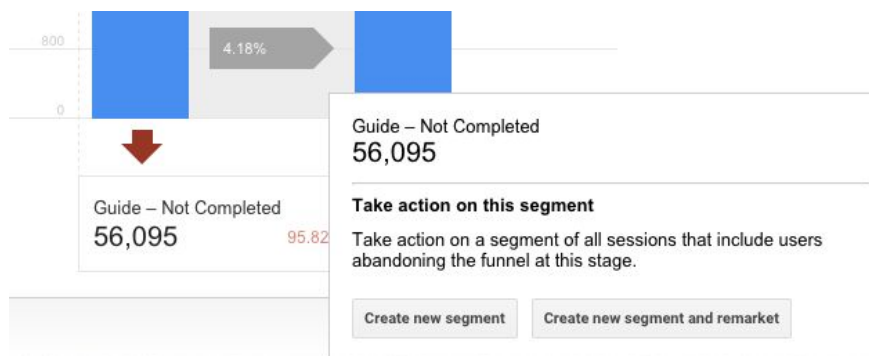 800
4.18%
0
Guide – Not Completed
56,095
95.82
Guide – Not Completed
56,095
Take action on this segment
Take action on a segment of all sessions that include users
abandoning the funnel at this stage.
Create new segment
Create new segment and remarket